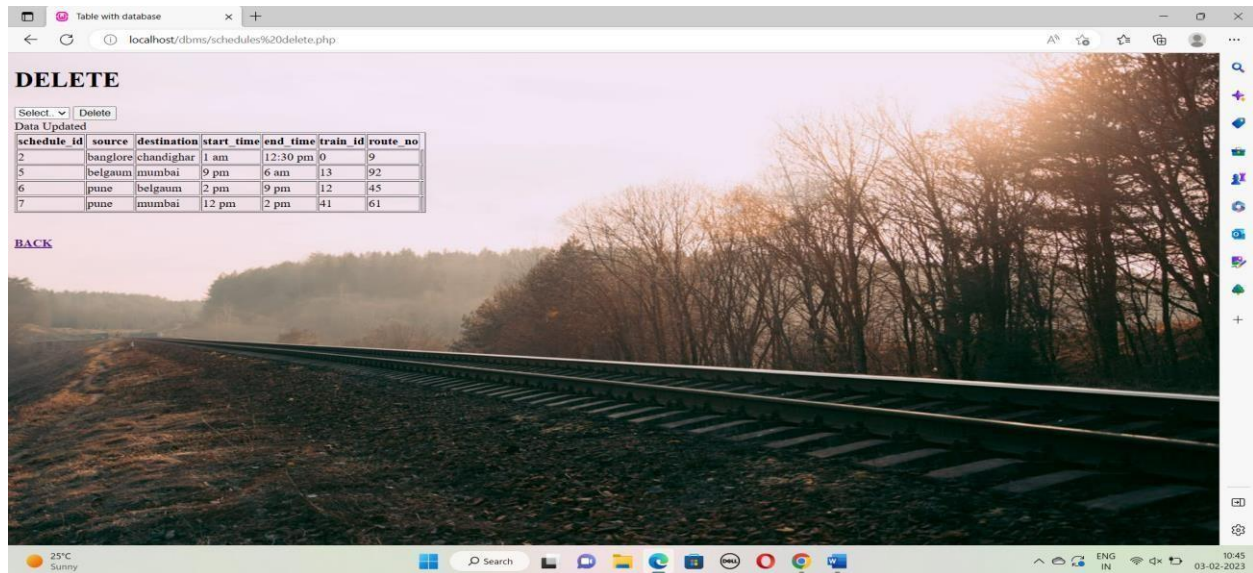 Table with database
localhost/dbms/schedules%20delete.php
DELETE
Select.. Delete
Data Updated
schedule_id source destination start_time end_time train_id route_no
2 banglore chandighar 1 am 12:30 pm 0 9
5 belgaum mumbai 9 pm 6 am 13 92
6 pune belgaum 2 pm 9 pm 12 45
7 pune mumbai 12 pm 2 pm 41 61
BACK
25°C
Sunny
Search
DELL
ENG
IN
10:45
03-02-2023